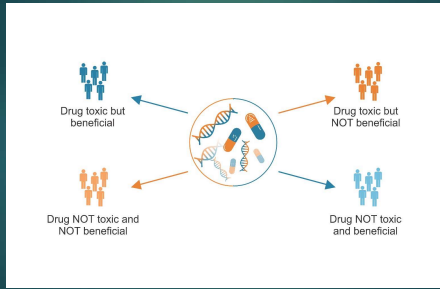 Drug toxic but
beneficial
Drug toxic but
NOT beneficial
Drug NOT toxic and
NOT beneficial
Drug NOT toxic
and beneficial